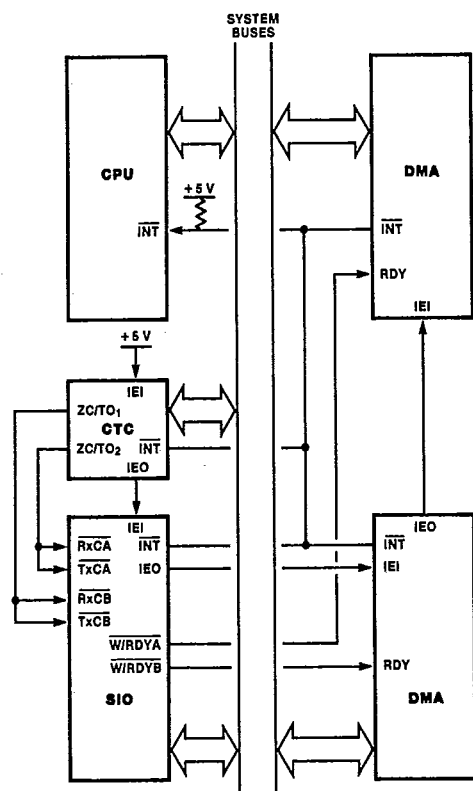 SYSTEM
BUSES
CPU
+5 V
INT
DMA
INT
RDY
IEI
+5 V
IEI
ZC/TO1
CTC
ZC/TO2
INT
IEO
IEI
RxCA
INT
TxCA
IEO
RxCB
TxCB
W/RDYA
W/RDYB
SIO
IEO
INT
IEI
RDY
DMA